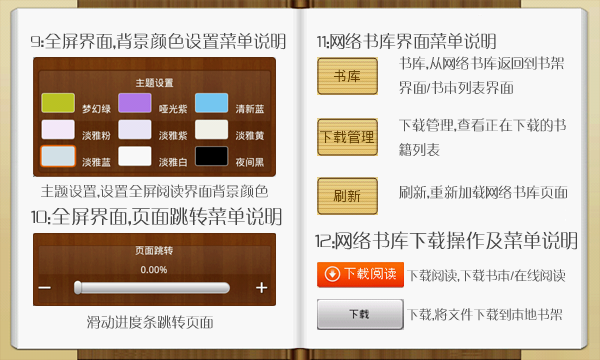 9:全屏界面,背景颜色设置菜单说明
主题设置
梦幻绿 哑光紫 清新蓝
淡雅粉 淡雅紫 淡雅黄
淡雅蓝 淡雅白 夜间黑
主题设置,设置全屏阅读界面背景颜色
10:全屏界面,页面跳转菜单说明
页面跳转
0.00%
− +
滑动进度条跳转页面
11:网络书库界面菜单说明
书库
书库,从网络书库返回到书架
界面/书本列表界面
下载管理
下载管理,查看正在下载的书
籍列表
刷新
刷新,重新加载网络书库页面
12:网络书库下载操作及菜单说明
下载阅读 下载阅读,下载书本/在线阅读
下载 下载,将文件下载到本地书架